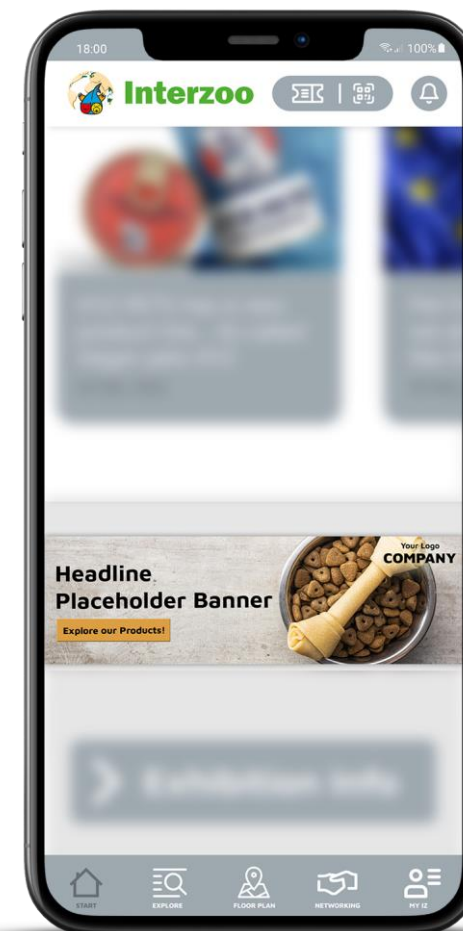 18:00
100%
Interzoo
Your Logo
COMPANY
Headline
Placeholder Banner
Explore our Products!
Exhibition Info
START
EXPLORE
FLOOR PLAN
NETWORKING
MY IZ